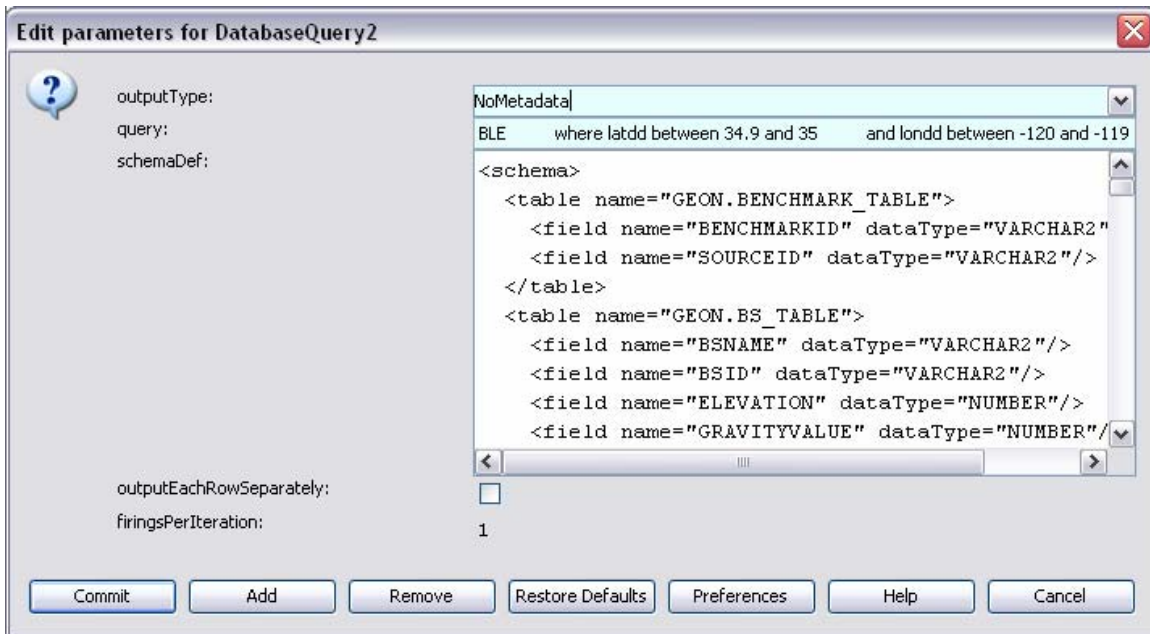 Edit parameters for DatabaseQuery2
outputType: NoMetadata
query: BLE where latdd between 34.9 and 35 and londd between -120 and -119
schemaDef:
<schema>
<table name="GEON.BENCHMARK_TABLE">
<field name="BENCHMARKID" dataType="VARCHAR2"
<field name="SOURCEID" dataType="VARCHAR2"/>
</table>
<table name="GEON.BS_TABLE">
<field name="BSNAME" dataType="VARCHAR2"/>
<field name="BSID" dataType="VARCHAR2"/>
<field name="ELEVATION" dataType="NUMBER"/>
<field name="GRAVITYVALUE" dataType="NUMBER"/
outputEachRowSeparately:
firingsPerIteration: 1
Commit Add Remove Restore Defaults Preferences Help Cancel